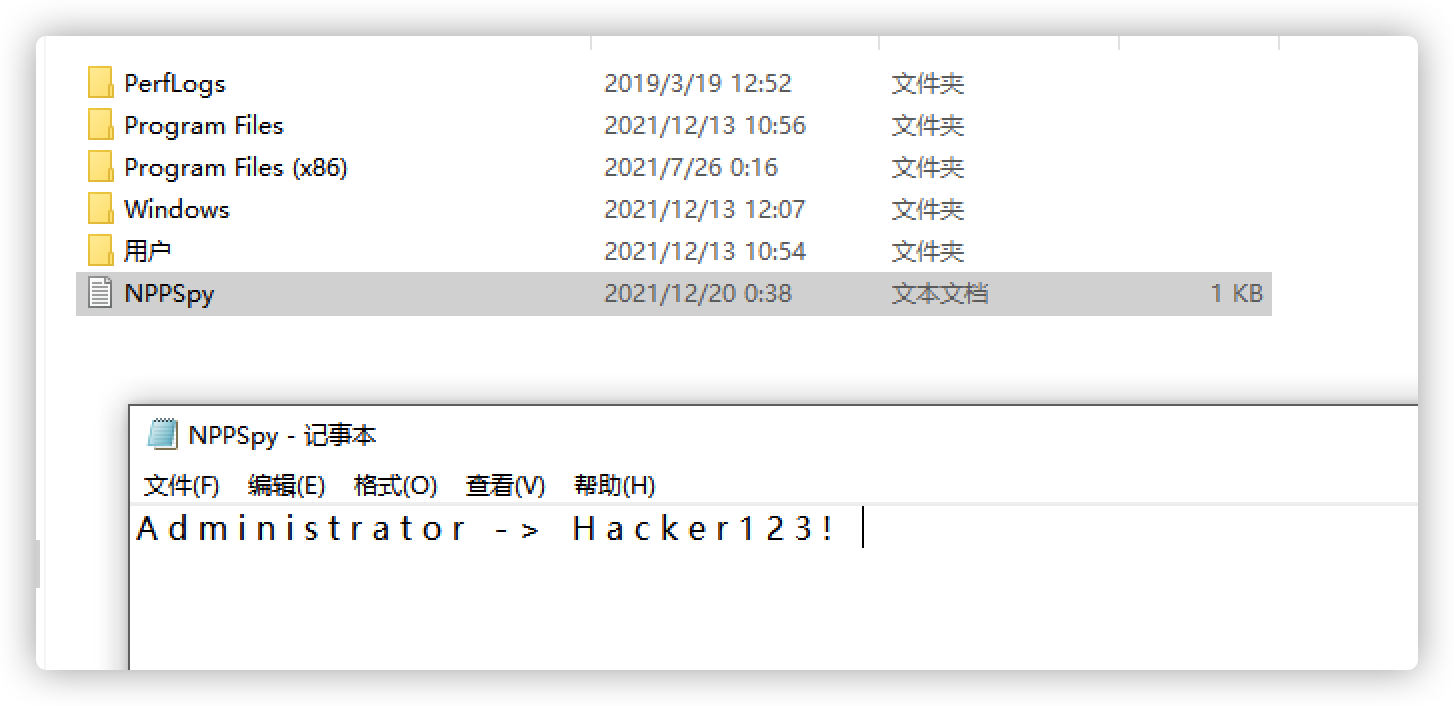 PerfLogs 2019/3/19 12:52 文件夹
Program Files 2021/12/13 10:56 文件夹
Program Files (x86) 2021/7/26 0:16 文件夹
Windows 2021/12/13 12:07 文件夹
用户 2021/12/13 10:54 文件夹
NPPSpy 2021/12/20 0:38 文本文档 1 KB
NPPSpy - 记事本
文件(F) 编辑(E) 格式(O) 查看(V) 帮助(H)
Administrator -> Hacker123!